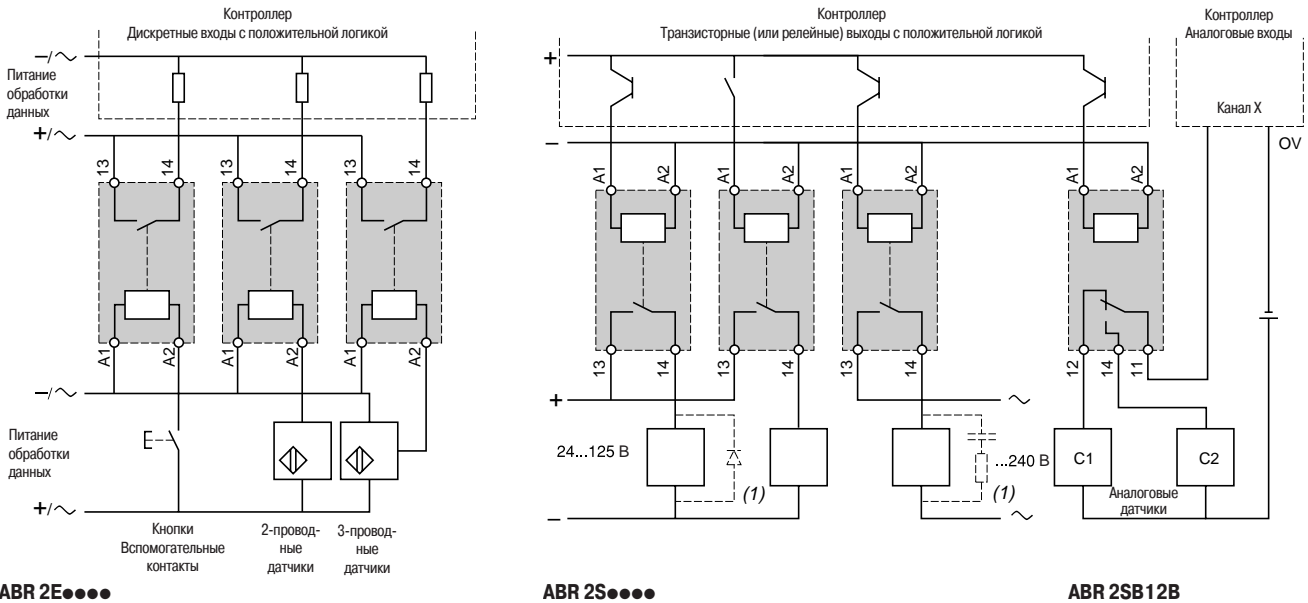 Контроллер
Дискретные входы с положительной логикой
−/∼
Питание
обработки
данных
+/∼
13
14
13
14
13
14
A1
A2
A1
A2
A1
A2
−/∼
Питание
обработки
данных
+/∼
Кнопки
Вспомогательные
контакты
2-провод-
ные
датчики
3-провод-
ные
датчики
ABR 2E●●●●
Контроллер
Транзисторные (или релейные) выходы с положительной логикой
+
−
A1
A2
A1
A2
A1
A2
A1
A2
13
14
13
14
13
14
+
∼
24...125 В
(1)
...240 В
(1)
−
∼
ABR 2S●●●●
Контроллер
Аналоговые входы
Канал X
OV
12
14
11
C1
C2
Аналоговые
датчики
ABR 2SB12B